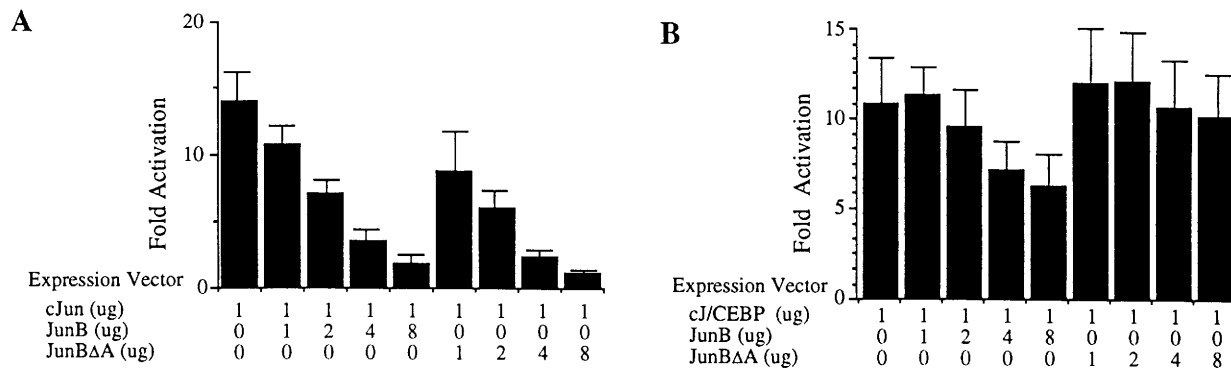 A
20
10
0
Fold Activation
Expression Vector
cJun (ug) 1 1 1 1 1 1 1 1 1
JunB (ug) 0 1 2 4 8 0 0 0 0
JunBΔA (ug) 0 0 0 0 0 1 2 4 8
B
15
10
5
0
Fold Activation
Expression Vector
cJ/CEBP (ug) 1 1 1 1 1 1 1 1 1
JunB (ug) 0 1 2 4 8 0 0 0 0
JunBΔA (ug) 0 0 0 0 0 1 2 4 8